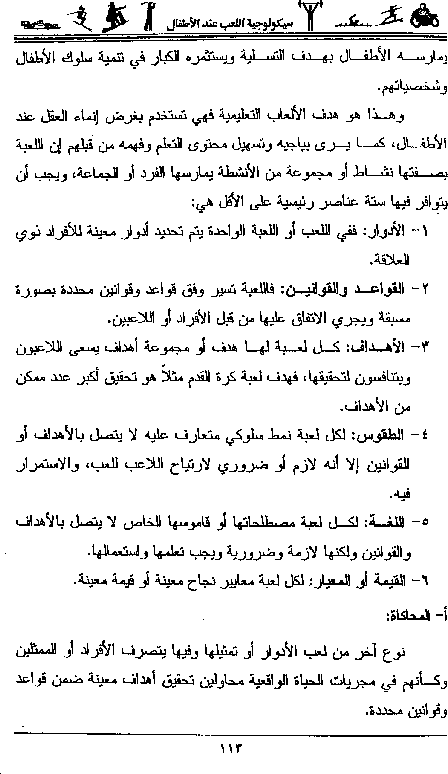 سيكولوجية اللعب عند الأطفال
يمارسه الأطفال بهدف التسلية ويستثمره الكبار في تنمية سلوك الأطفال
وشخصياتهم.
وهذا هو هدف الألعاب التعليمية فهي تستخدم بغرض إنماء العقل عند
الأطفال، كما يرى بياجيه وتسهيل محتوى التعلم وفهمه من قبلهم إن اللعبة
بصفتها نشاط أو مجموعة من الأنشطة يمارسها الفرد أو الجماعة، ويجب أن
يتوافر فيها ستة عناصر رئيسية على الأقل هي:
١- الأدوار: ففي اللعب أو اللعبة الواحدة يتم تحديد أدوار معينة للأفراد ذوي
العلاقة.
٢- القواعد والقوانين: فاللعبة تسير وفق قواعد وقوانين محددة بصورة
مسبقة ويجري الاتفاق عليها من قبل الأفراد أو اللاعبين.
٣- الأهداف: كل لعبة لها هدف أو مجموعة أهداف يسعى اللاعبون
ويتنافسون لتحقيقها، فهدف لعبة كرة القدم مثلاً هو تحقيق أكبر عدد ممكن
من الأهداف.
٤- الطقوس: لكل لعبة نمط سلوكي متعارف عليه لا يتصل بالأهداف أو
القوانين إلا أنه لازم أو ضروري لارتياح اللاعب للعب، والاستمرار
فيه.
٥- اللغة: لكل لعبة مصطلحاتها أو قاموسها الخاص لا يتصل بالأهداف
والقوانين ولكنها لازمة وضرورية ويجب تعلمها واستعمالها.
٦- القيمة أو المعيار: لكل لعبة معايير نجاح معينة أو قيمة معينة.
أ- المحاكاة:
نوع آخر من لعب الأدوار أو تمثيلها وفيها يتصرف الأفراد أو الممثلين
وكأنهم في مجريات الحياة الواقعية محاولين تحقيق أهداف معينة ضمن قواعد
وقوانين محددة.
١١٣